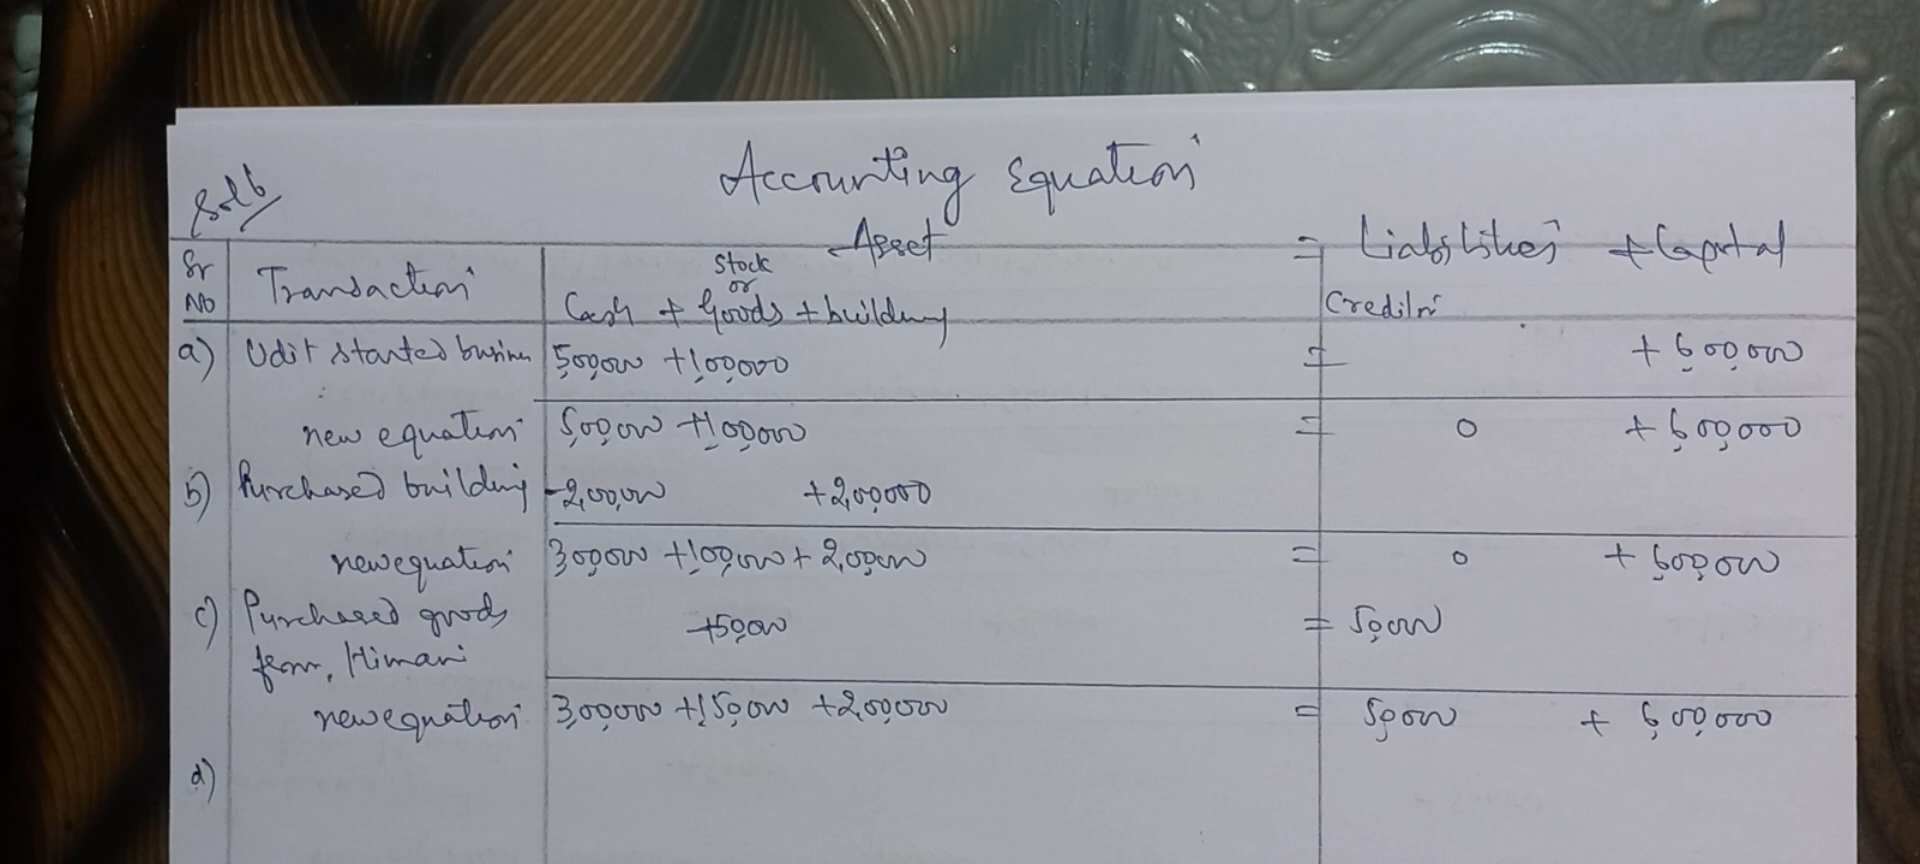 Sol 6
Accounting Equation
Asset = Liabilities + Capital
Sr No Transaction Cash + Stock or Goods + building Creditor
a) Udit started busines 5,00,000 + 1,00,000 = + 6,00,000
new equation 5,00,000 + 1,00,000 = 0 + 6,00,000
b) Purchased building -2,00,000 +2,00,000
new equation 3,00,000 + 1,00,000 + 2,00,000 = 0 + 6,00,000
c) Purchased goods +50,000 = 50,000
from, Himani
new equation 3,00,000 + 1,50,000 + 2,00,000 = 50,000 + 6,00,000
d)